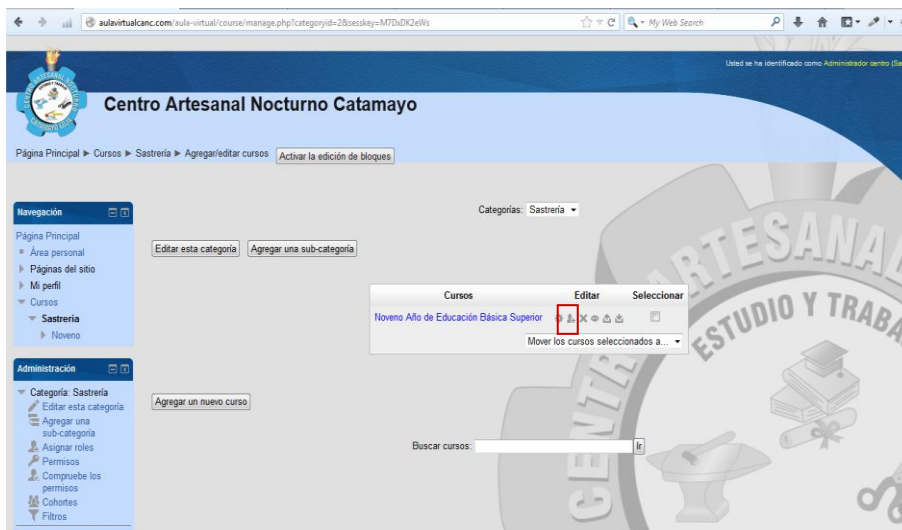 aulavirtualcanc.com/aula-virtual/course/manage.php?categoryid=2&sesskey=M7DxDK2eWs
My Web Search
Usted se ha identificado como Administrador centro (Sa
Centro Artesanal Nocturno Catamayo
Página Principal ► Cursos ► Sastrería ► Agregar/editar cursos Activar la edición de bloques
Navegación
Página Principal
Área personal
Páginas del sitio
Mi perfil
Cursos
Sastrería
Noveno
Administración
Categoría: Sastrería
Editar esta categoría
Agregar una
sub-categoría
Asignar roles
Permisos
Compruebe los
permisos
Cohortes
Filtros
Categorías: Sastrería
Editar esta categoría Agregar una sub-categoría
Cursos Editar Seleccionar
Noveno Año de Educación Básica Superior
Mover los cursos seleccionados a...
Agregar un nuevo curso
Buscar cursos: Ir
ARTESANAL
ESTUDIO Y TRABA
CENTR